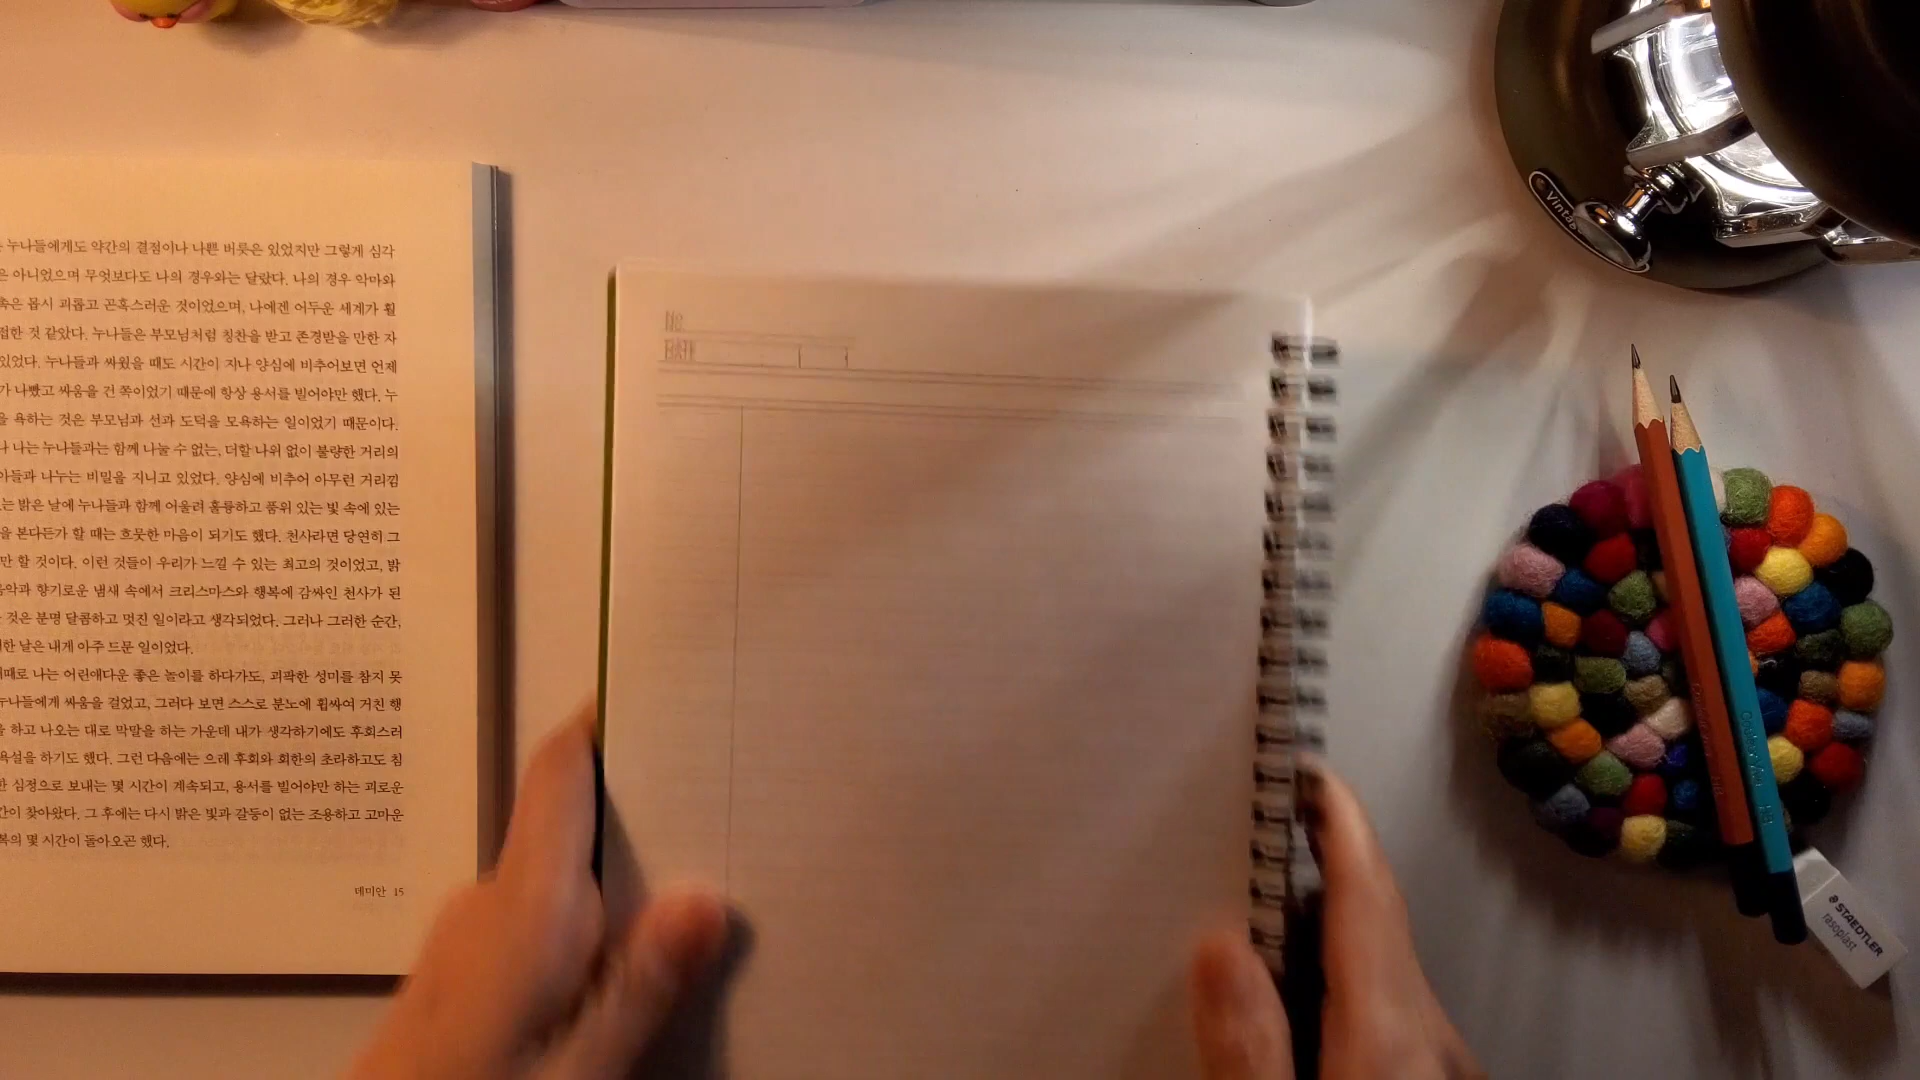 누나들에게도 약간의 결점이나 나쁜 버릇은 있었지만 그렇게 심각
은 아니었으며 무엇보다도 나의 경우와는 달랐다. 나의 경우 악마와
촉은 몹시 괴롭고 곤혹스러운 것이었으며, 나에겐 어두운 세계가 훨
접한 것 같았다. 누나들은 부모님처럼 칭찬을 받고 존경받을 만한 자
있었다. 누나들과 싸웠을 때도 시간이 지나 양심에 비추어보면 언제
가 나빴고 싸움을 건 쪽이었기 때문에 항상 용서를 빌어야만 했다. 누
을 욕하는 것은 부모님과 선과 도덕을 모욕하는 일이었기 때문이다.
나 나는 누나들과는 함께 나눌 수 없는, 더할 나위 없이 불량한 거리의
아들과 나누는 비밀을 지니고 있었다. 양심에 비추어 아무런 거리낌
는 밝은 날에 누나들과 함께 어울려 훌륭하고 품위 있는 빛 속에 있는
을 본다든가 할 때는 흐뭇한 마음이 되기도 했다. 천사라면 당연히 그
만 할 것이다. 이런 것들이 우리가 느낄 수 있는 최고의 것이었고, 밝
음악과 향기로운 냄새 속에서 크리스마스와 행복에 감싸인 천사가 된
것은 분명 달콤하고 멋진 일이라고 생각되었다. 그러나 그러한 순간,
러한 날은 내게 아주 드문 일이었다.
때때로 나는 어린애다운 좋은 놀이를 하다가도, 괴팍한 성미를 참지 못
누나들에게 싸움을 걸었고, 그러다 보면 스스로 분노에 휩싸여 거친 행
을 하고 나오는 대로 막말을 하는 가운데 내가 생각하기에도 후회스러
욕설을 하기도 했다. 그런 다음에는 으레 후회와 회한의 초라하고도 침
한 심정으로 보내는 몇 시간이 계속되고, 용서를 빌어야만 하는 괴로운
간이 찾아왔다. 그 후에는 다시 밝은 빛과 갈등이 없는 조용하고 고마운
복의 몇 시간이 돌아오곤 했다.
데미안 15
Vintag
STAEDTLER
rasoplast